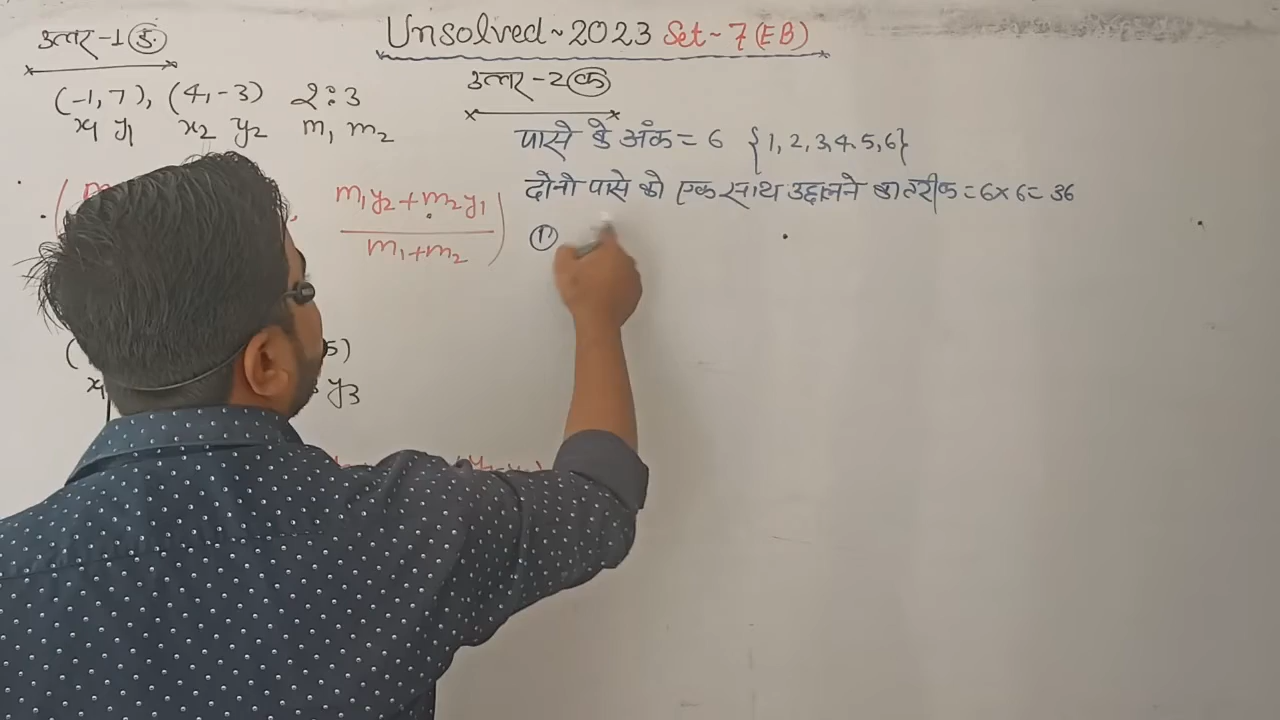 Unsolved~2023 Set~7(EB)
उत्तर-1 ङ
(-1,7), (4,-3) 2:3
x1 y1 x2 y2 m1 m2
m1y2+m2y1
m1+m2
5)
y3
उत्तर-2 क
पासे के अंक = 6 {1,2,3,4,5,6}
दोनो पासे को एक साथ उछालने का तरीक = 6×6= 36